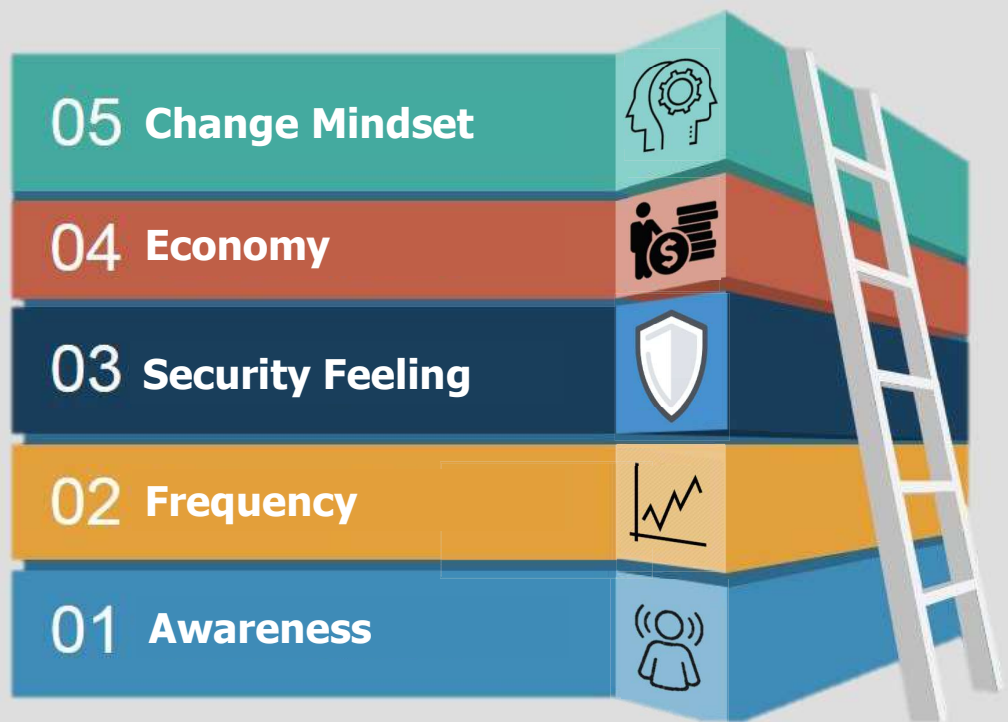 05 Change Mindset
04 Economy
$
03 Security Feeling
02 Frequency
01 Awareness